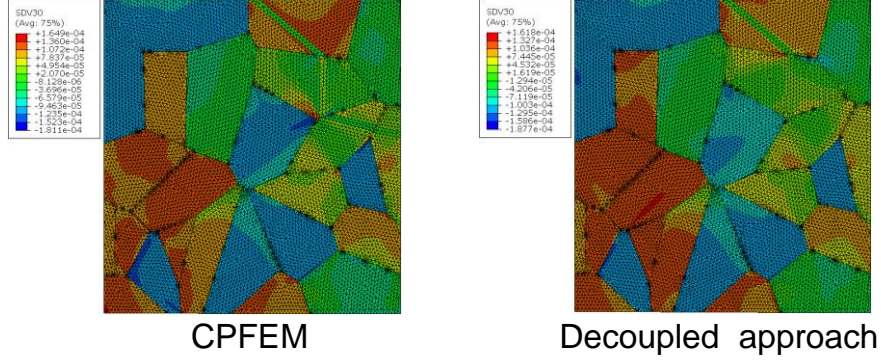 SDV30
(Avg: 75%)
+1.649e-04
+1.360e-04
+1.072e-04
+7.837e-05
+4.954e-05
+2.070e-05
-8.128e-06
-3.696e-05
-6.579e-05
-9.463e-05
-1.235e-04
-1.523e-04
-1.811e-04
SDV30
(Avg: 75%)
+1.618e-04
+1.327e-04
+1.036e-04
+7.445e-05
+4.532e-05
+1.619e-05
-1.294e-05
-4.206e-05
-7.119e-05
-1.003e-04
-1.295e-04
-1.586e-04
-1.877e-04
CPFEM
Decoupled approach